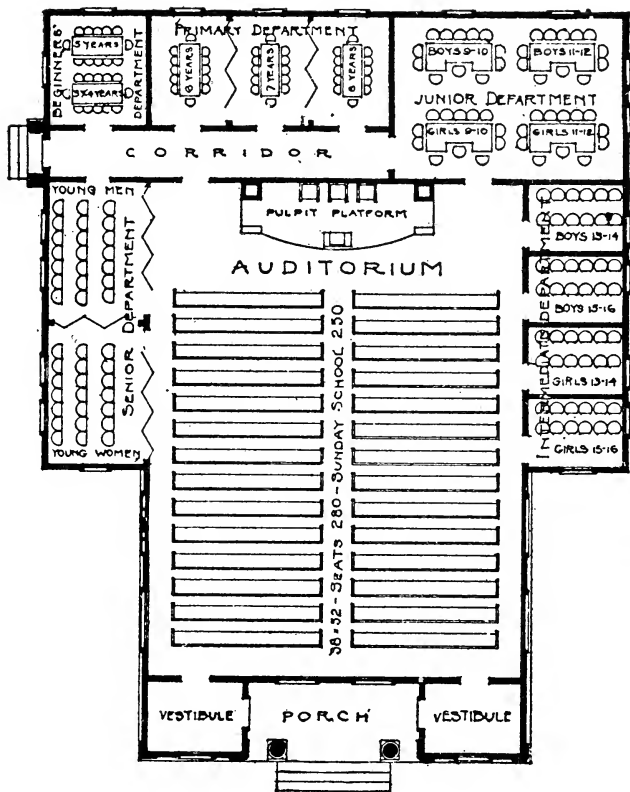 BEGINNERS' DEPARTMENT
5 YEARS
3&4 YEARS
PRIMARY DEPARTMENT
6 YEARS
7 YEARS
8 YEARS
BOYS 9-10
BOYS 11-12
JUNIOR DEPARTMENT
GIRLS 9-10
GIRLS 11-12
CORRIDOR
YOUNG MEN
SENIOR DEPARTMENT
YOUNG WOMEN
PULPIT PLATFORM
AUDITORIUM
38×52-SEATS 280-SUNDAY SCHOOL 250
INTERMEDIATE DEPARTMENT
BOYS 13-14
BOYS 15-16
GIRLS 13-14
GIRLS 15-16
VESTIBULE
PORCH
VESTIBULE